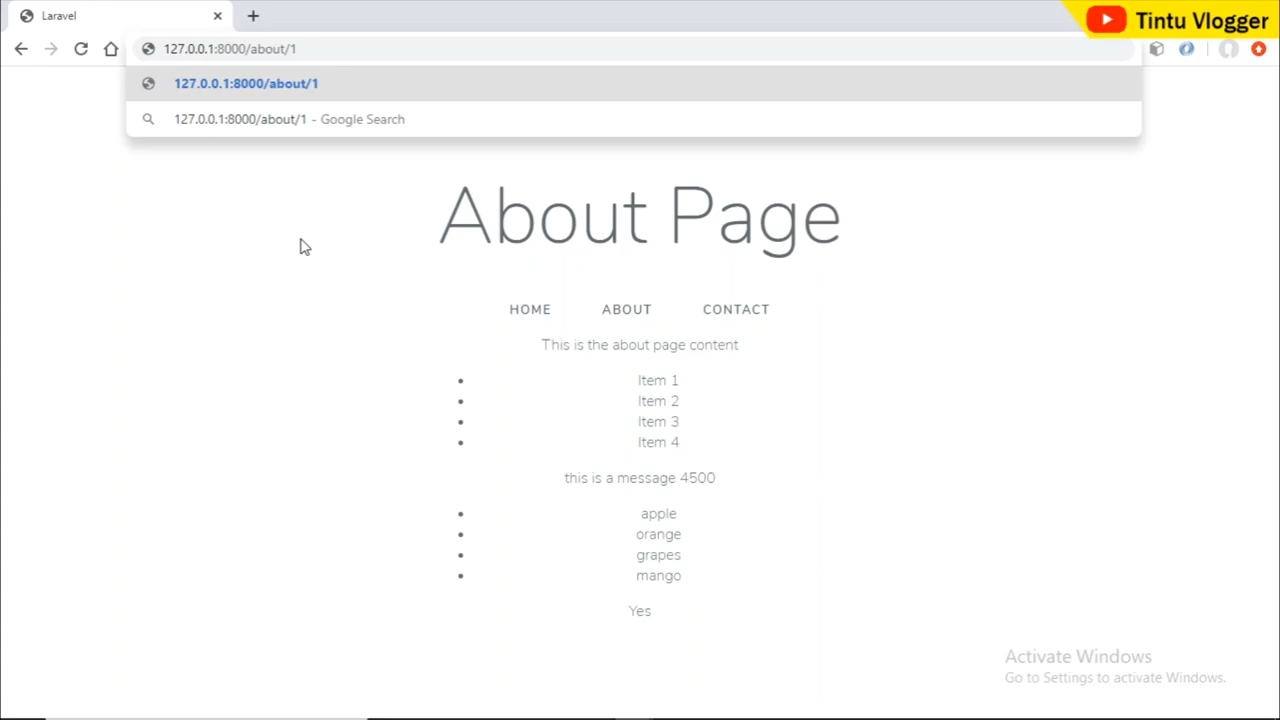 Laravel
Tintu Vlogger
127.0.0.1:8000/about/1
127.0.0.1:8000/about/1
127.0.0.1:8000/about/1 - Google Search
About Page
HOME ABOUT CONTACT
This is the about page content
Item 1
Item 2
Item 3
Item 4
this is a message 4500
apple
orange
grapes
mango
Yes
Activate Windows
Go to Settings to activate Windows.